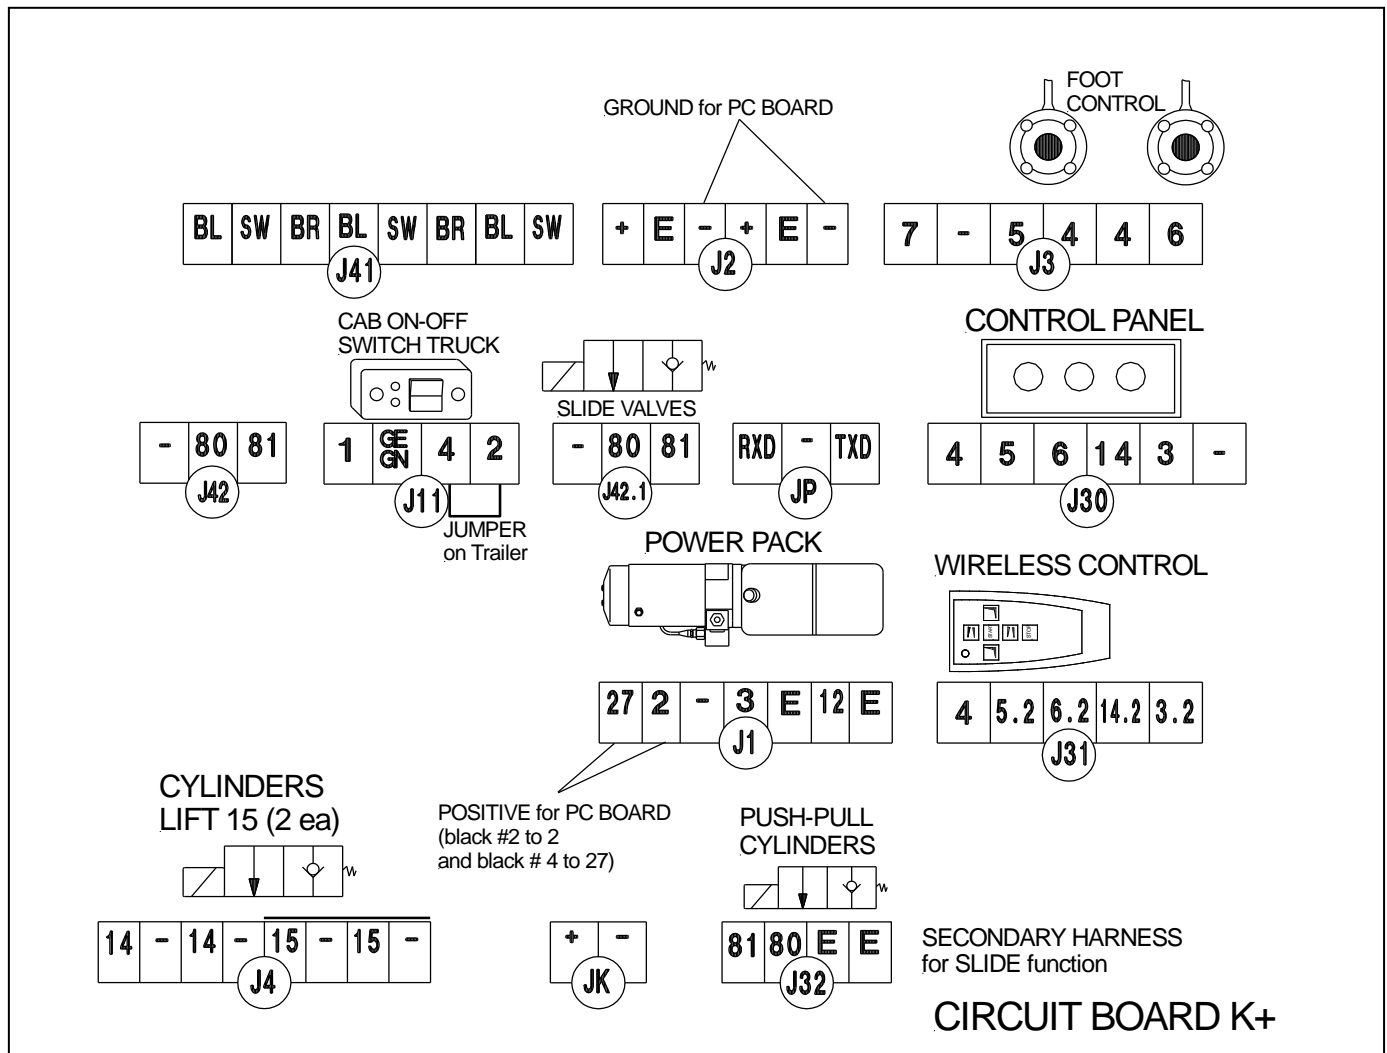 FOOT
CONTROL
GROUND for PC BOARD
BL SW BR BL SW BR BL SW
J41
+ E - + E -
J2
7 - 5 4 4 6
J3
CAB ON-OFF
SWITCH TRUCK
SLIDE VALVES
CONTROL PANEL
- 80 81
J42
1 GE GN 4 2
J11
JUMPER
on Trailer
- 80 81
J42.1
RXD - TXD
JP
4 5 6 14 3 -
J30
POWER PACK
WIRELESS CONTROL
START
STOP
27 2 - 3 E 12 E
J1
4 5.2 6.2 14.2 3.2
J31
POSITIVE for PC BOARD
(black #2 to 2
and black # 4 to 27)
CYLINDERS
LIFT 15 (2 ea)
14 - 14 - 15 - 15 -
J4
+ -
JK
PUSH-PULL
CYLINDERS
81 80 E E
J32
SECONDARY HARNESS
for SLIDE function
CIRCUIT BOARD K+